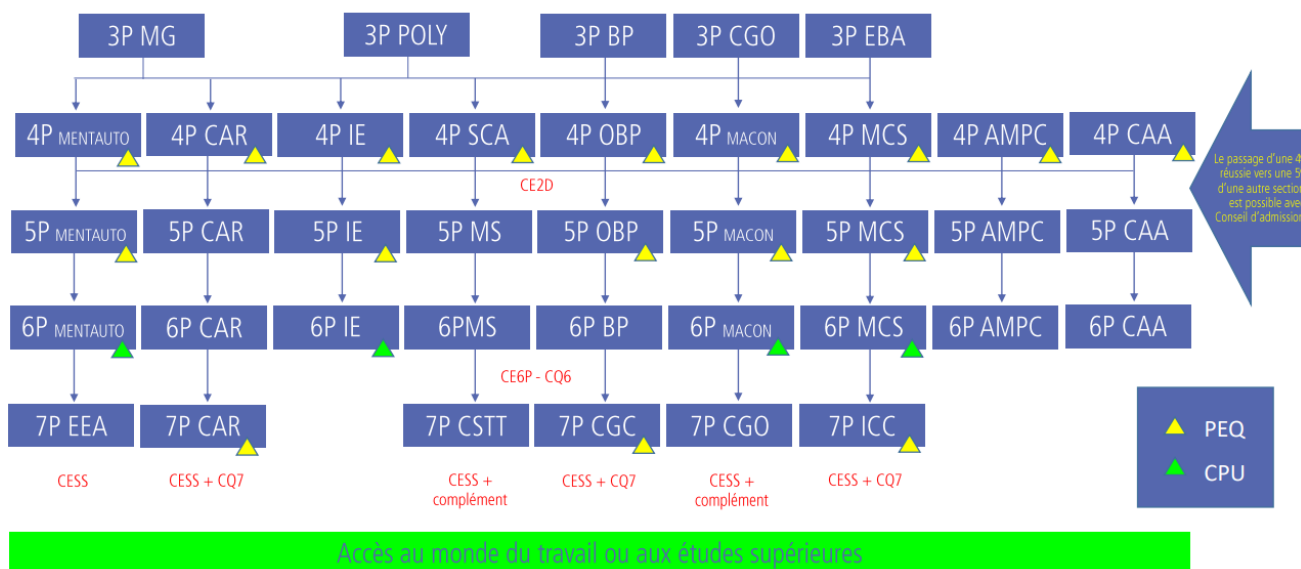 3P MG
3P POLY
3P BP
3P CGO
3P EBA
4P MENTAUTO
4P CAR
4P IE
4P SCA
4P OBP
4P MACON
4P MCS
4P AMPC
4P CAA
Le passage d'une 4
réussie vers une 5
d'une autre section
est possible avec
Conseil d'admission
CE2D
5P MENTAUTO
5P CAR
5P IE
5P MS
5P OBP
5P MACON
5P MCS
5P AMPC
5P CAA
6P MENTAUTO
6P CAR
6P IE
6PMS
6P BP
6P MACON
6P MCS
6P AMPC
6P CAA
CE6P - CQ6
7P EEA
7P CAR
7P CSTT
7P CGC
7P CGO
7P ICC
CESS
CESS + CQ7
CESS +
complément
CESS + CQ7
CESS +
complément
CESS + CQ7
PEQ
CPU
Accès au monde du travail ou aux études supérieures